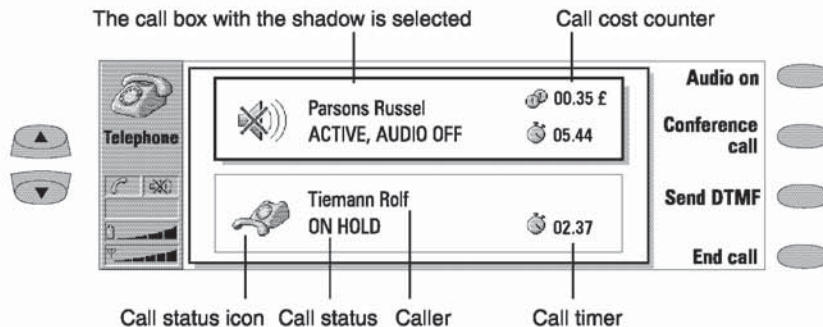 The call box with the shadow is selected
Call cost counter
Telephone
Parsons Russel
00.35 £
ACTIVE, AUDIO OFF
05.44
Tiemann Rolf
ON HOLD
02.37
Audio on
Conference
call
Send DTMF
End call
Call status icon
Call status
Caller
Call timer